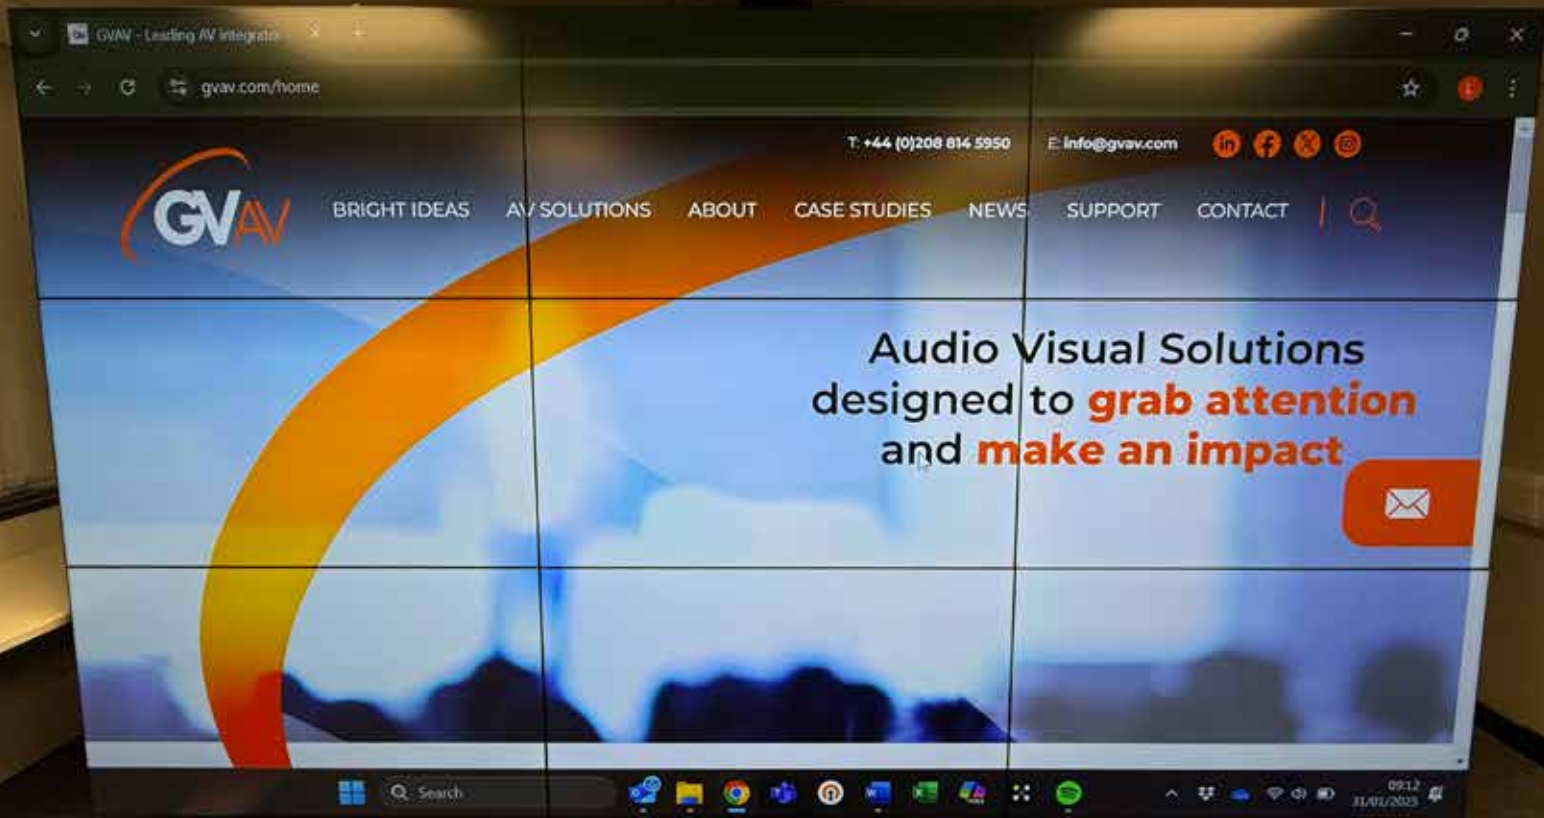 GVAV - Leading AV integrator
gvav.com/home
T: +44 (0)208 814 5950 E: info@gvav.com
GVAV
BRIGHT IDEAS AV SOLUTIONS ABOUT CASE STUDIES NEWS SUPPORT CONTACT
Audio Visual Solutions
designed to grab attention
and make an impact
Search
09:12
31/01/2025